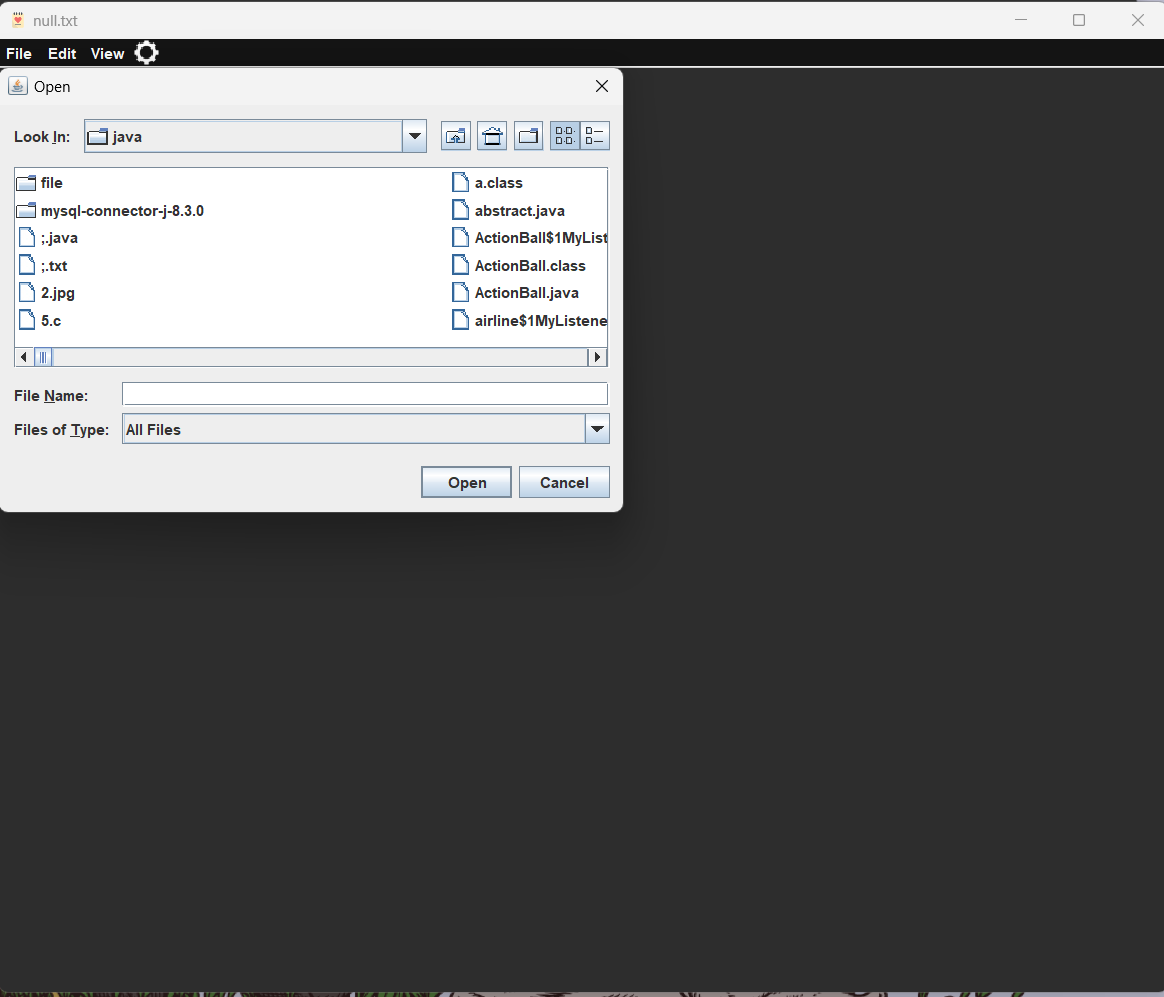 null.txt
File Edit View
Open
Look In: java
file
mysql-connector-j-8.3.0
;.java
;.txt
2.jpg
5.c
a.class
abstract.java
ActionBall$1MyList
ActionBall.class
ActionBall.java
airline$1MyListene
File Name:
Files of Type: All Files
Open Cancel